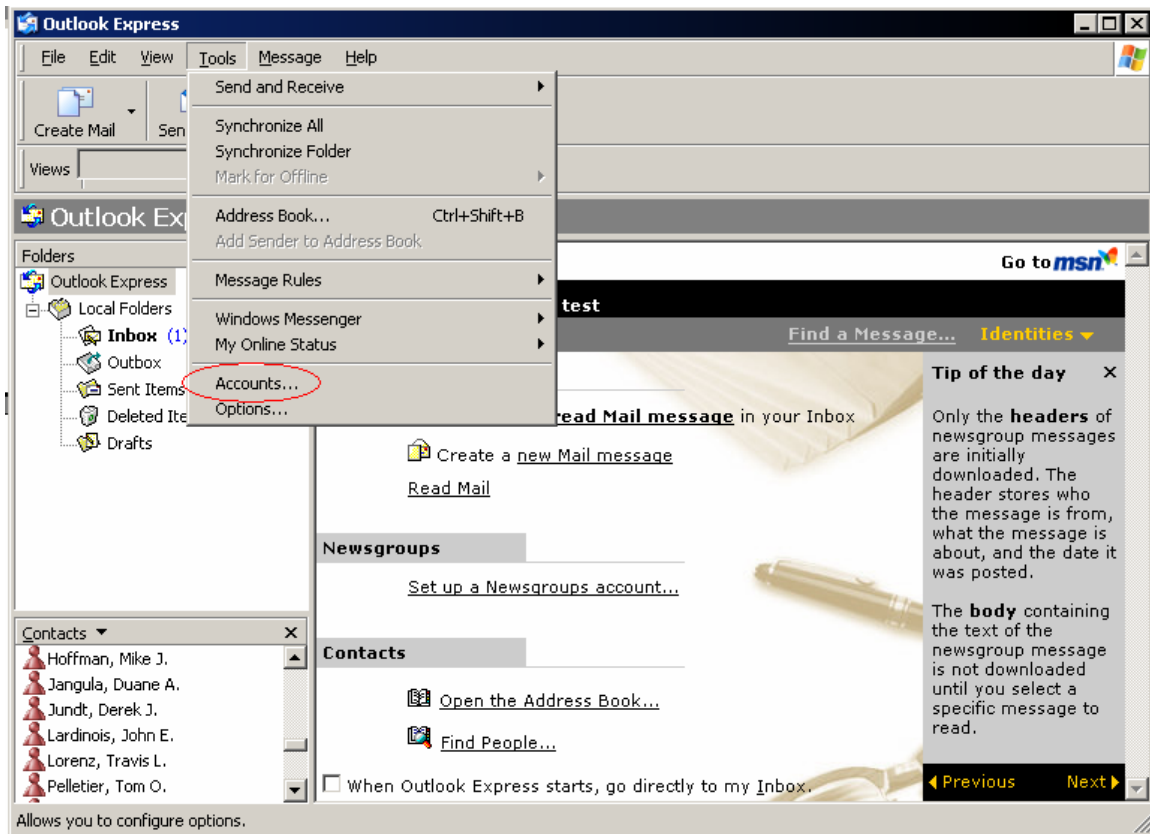 Outlook Express
File Edit View Tools Message Help
Create Mail Sen
Views
Send and Receive
Synchronize All
Synchronize Folder
Mark for Offline
Address Book... Ctrl+Shift+B
Add Sender to Address Book
Message Rules
Windows Messenger
My Online Status
Accounts...
Options...
Outlook Exp
Folders
Outlook Express
Local Folders
Inbox (1)
Outbox
Sent Items
Deleted Ite
Drafts
Contacts
Hoffman, Mike J.
Jangula, Duane A.
Jundt, Derek J.
Lardinois, John E.
Lorenz, Travis L.
Pelletier, Tom O.
Go to msn
test
Find a Message... Identities
read Mail message in your Inbox
Create a new Mail message
Read Mail
Newsgroups
Set up a Newsgroups account...
Contacts
Open the Address Book...
Find People...
When Outlook Express starts, go directly to my Inbox.
Tip of the day X
Only the headers of
newsgroup messages
are initially
downloaded. The
header stores who
the message is from,
what the message is
about, and the date it
was posted.
The body containing
the text of the
newsgroup message
is not downloaded
until you select a
specific message to
read.
Previous Next
Allows you to configure options.